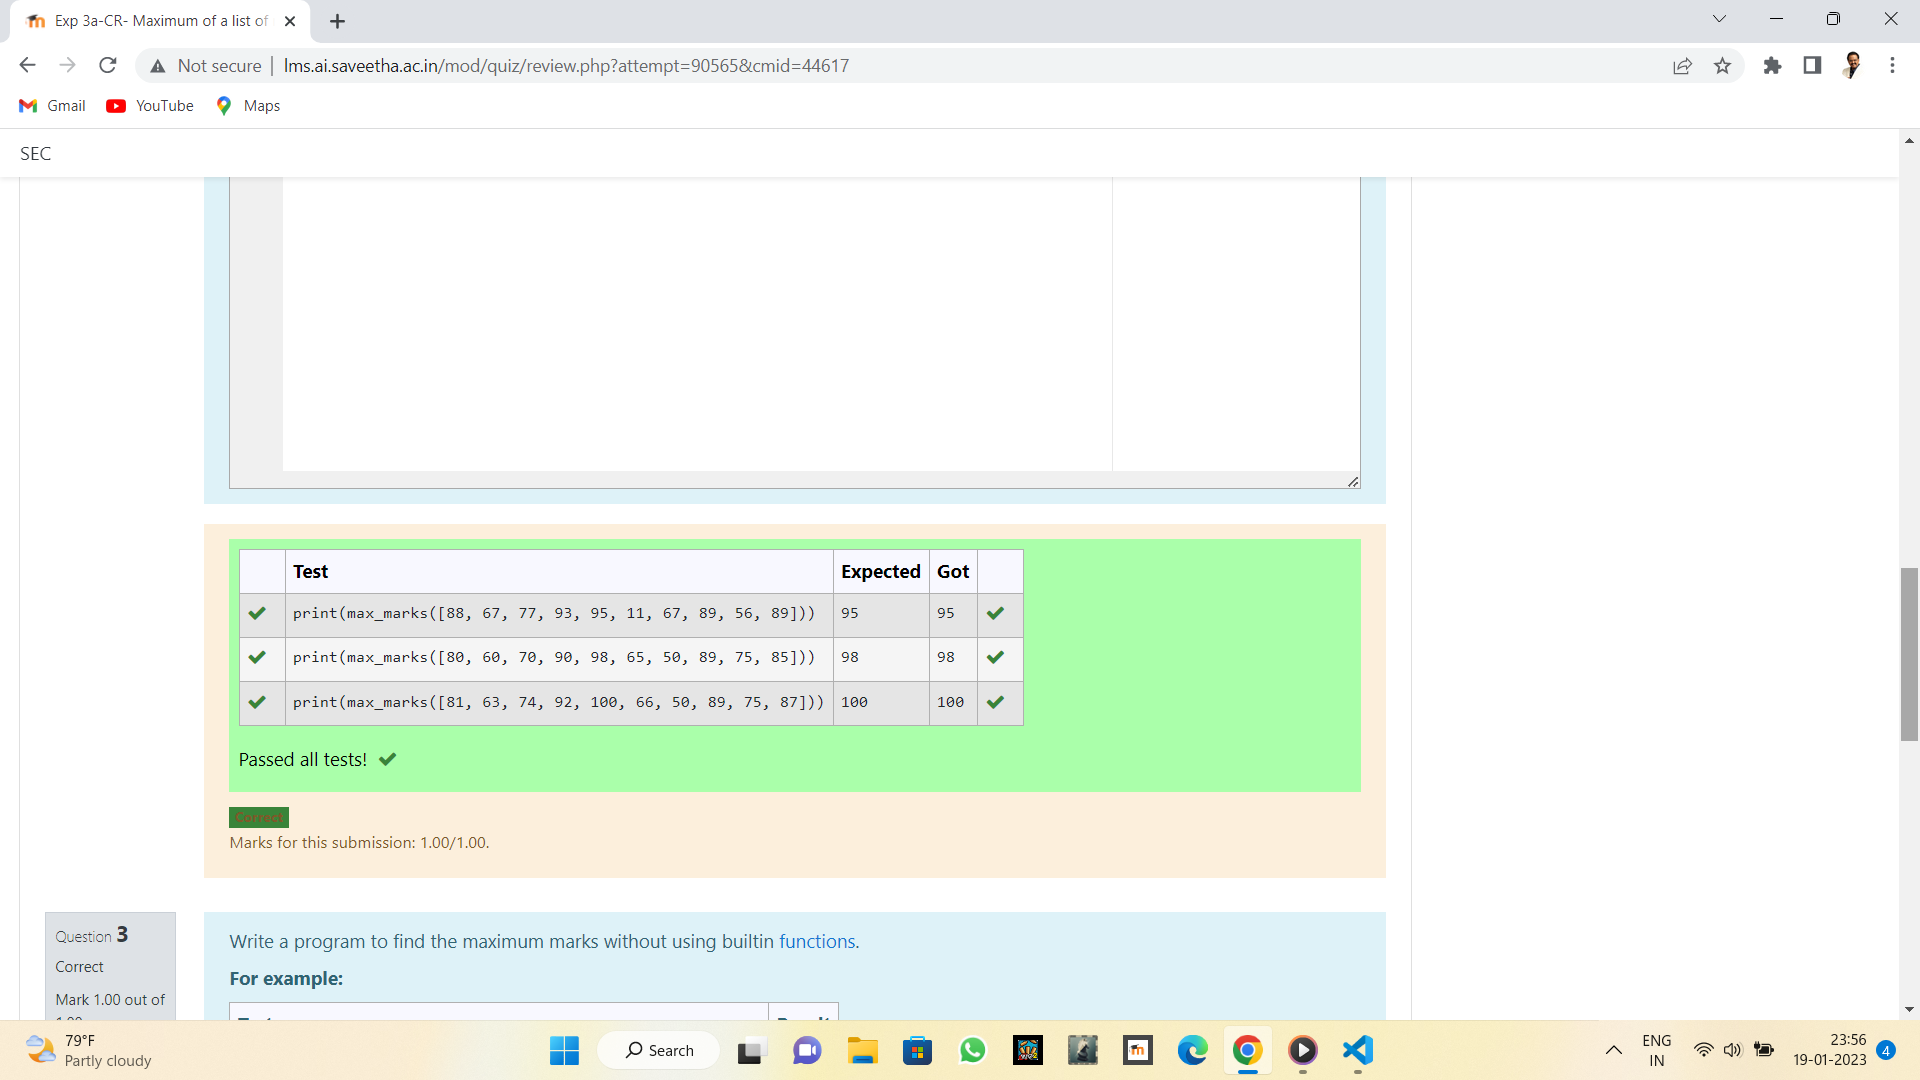 Exp 3a-CR- Maximum of a list of
Not secure | lms.ai.saveetha.ac.in/mod/quiz/review.php?attempt=90565&cmid=44617
Gmail YouTube Maps
SEC
Test Expected Got
print(max_marks([88, 67, 77, 93, 95, 11, 67, 89, 56, 89])) 95 95
print(max_marks([80, 60, 70, 90, 98, 65, 50, 89, 75, 85])) 98 98
print(max_marks([81, 63, 74, 92, 100, 66, 50, 89, 75, 87])) 100 100
Passed all tests!
Correct
Marks for this submission: 1.00/1.00.
Question 3
Correct
Mark 1.00 out of
Write a program to find the maximum marks without using builtin functions.
For example:
79°F
Partly cloudy
Search
ENG
IN
23:56
19-01-2023
4